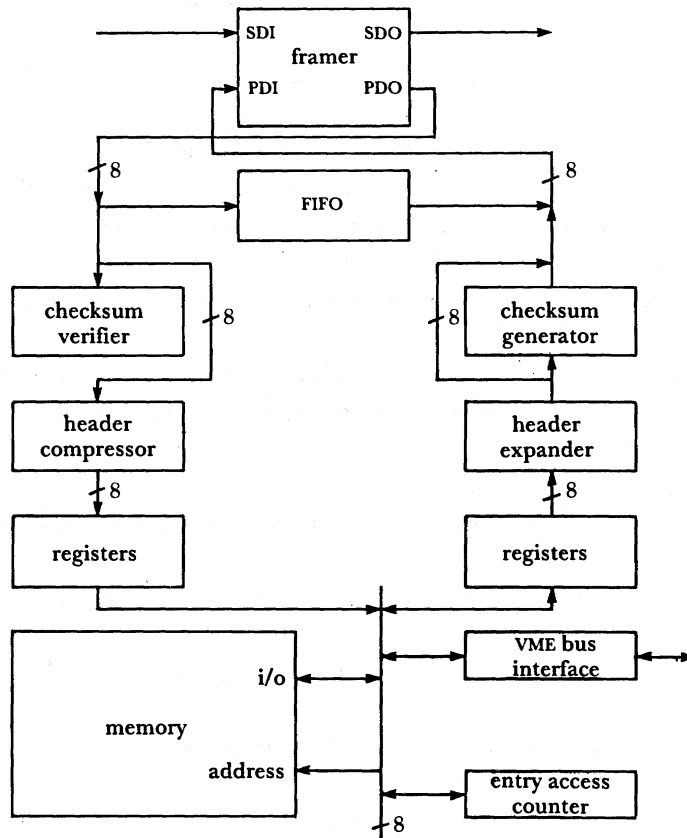 SDI SDO
framer
PDI PDO
8 8
FIFO
checksum
verifier
8 8
checksum
generator
header
compressor
header
expander
8 8
registers registers
VME bus
interface
i/o
memory
address
entry access
counter
8